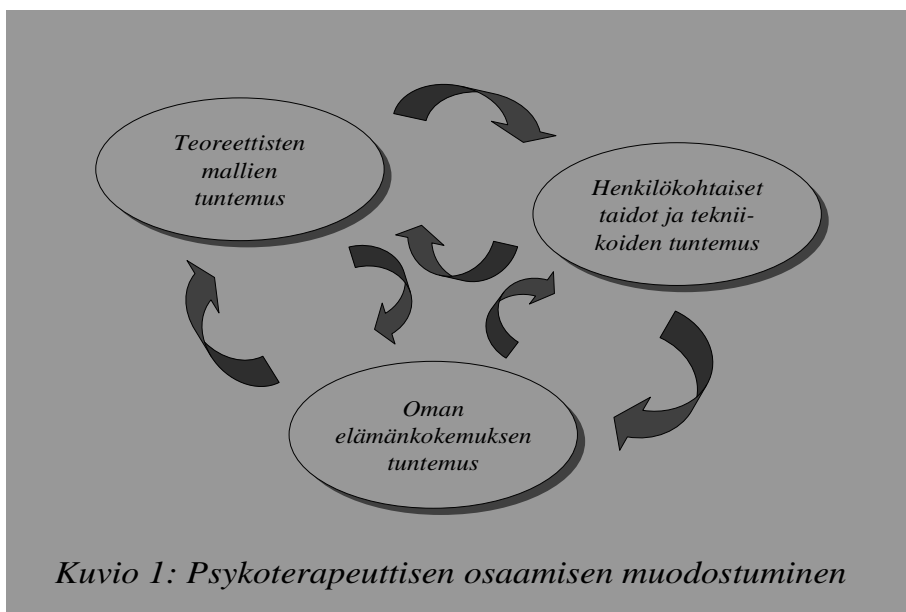 Teoreettisten
mallien
tuntemus
Henkilökohtaiset
taidot ja teknii-
koiden tuntemus
Oman
elämänkokemuksen
tuntemus
Kuvio 1: Psykoterapeuttisen osaamisen muodostuminen